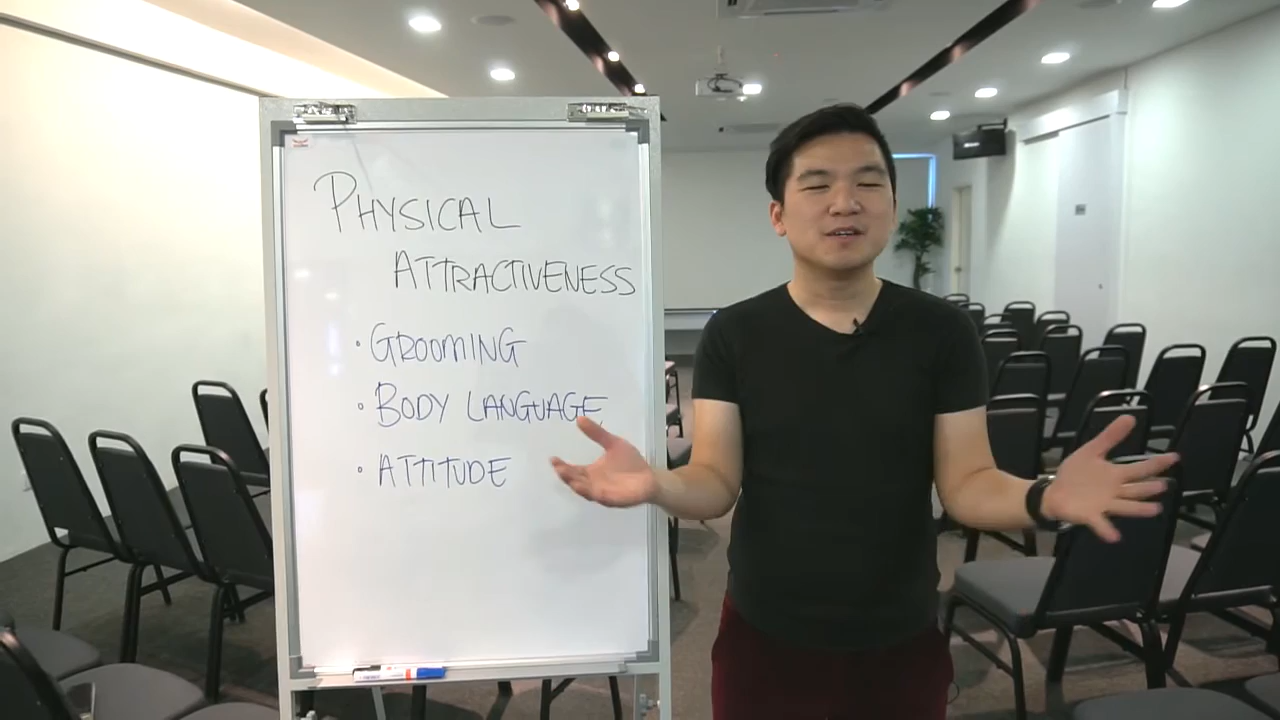 PHYSICAL
ATTRACTIVENESS
• GROOMING
• BODY LANGUAGE
• ATTITUDE